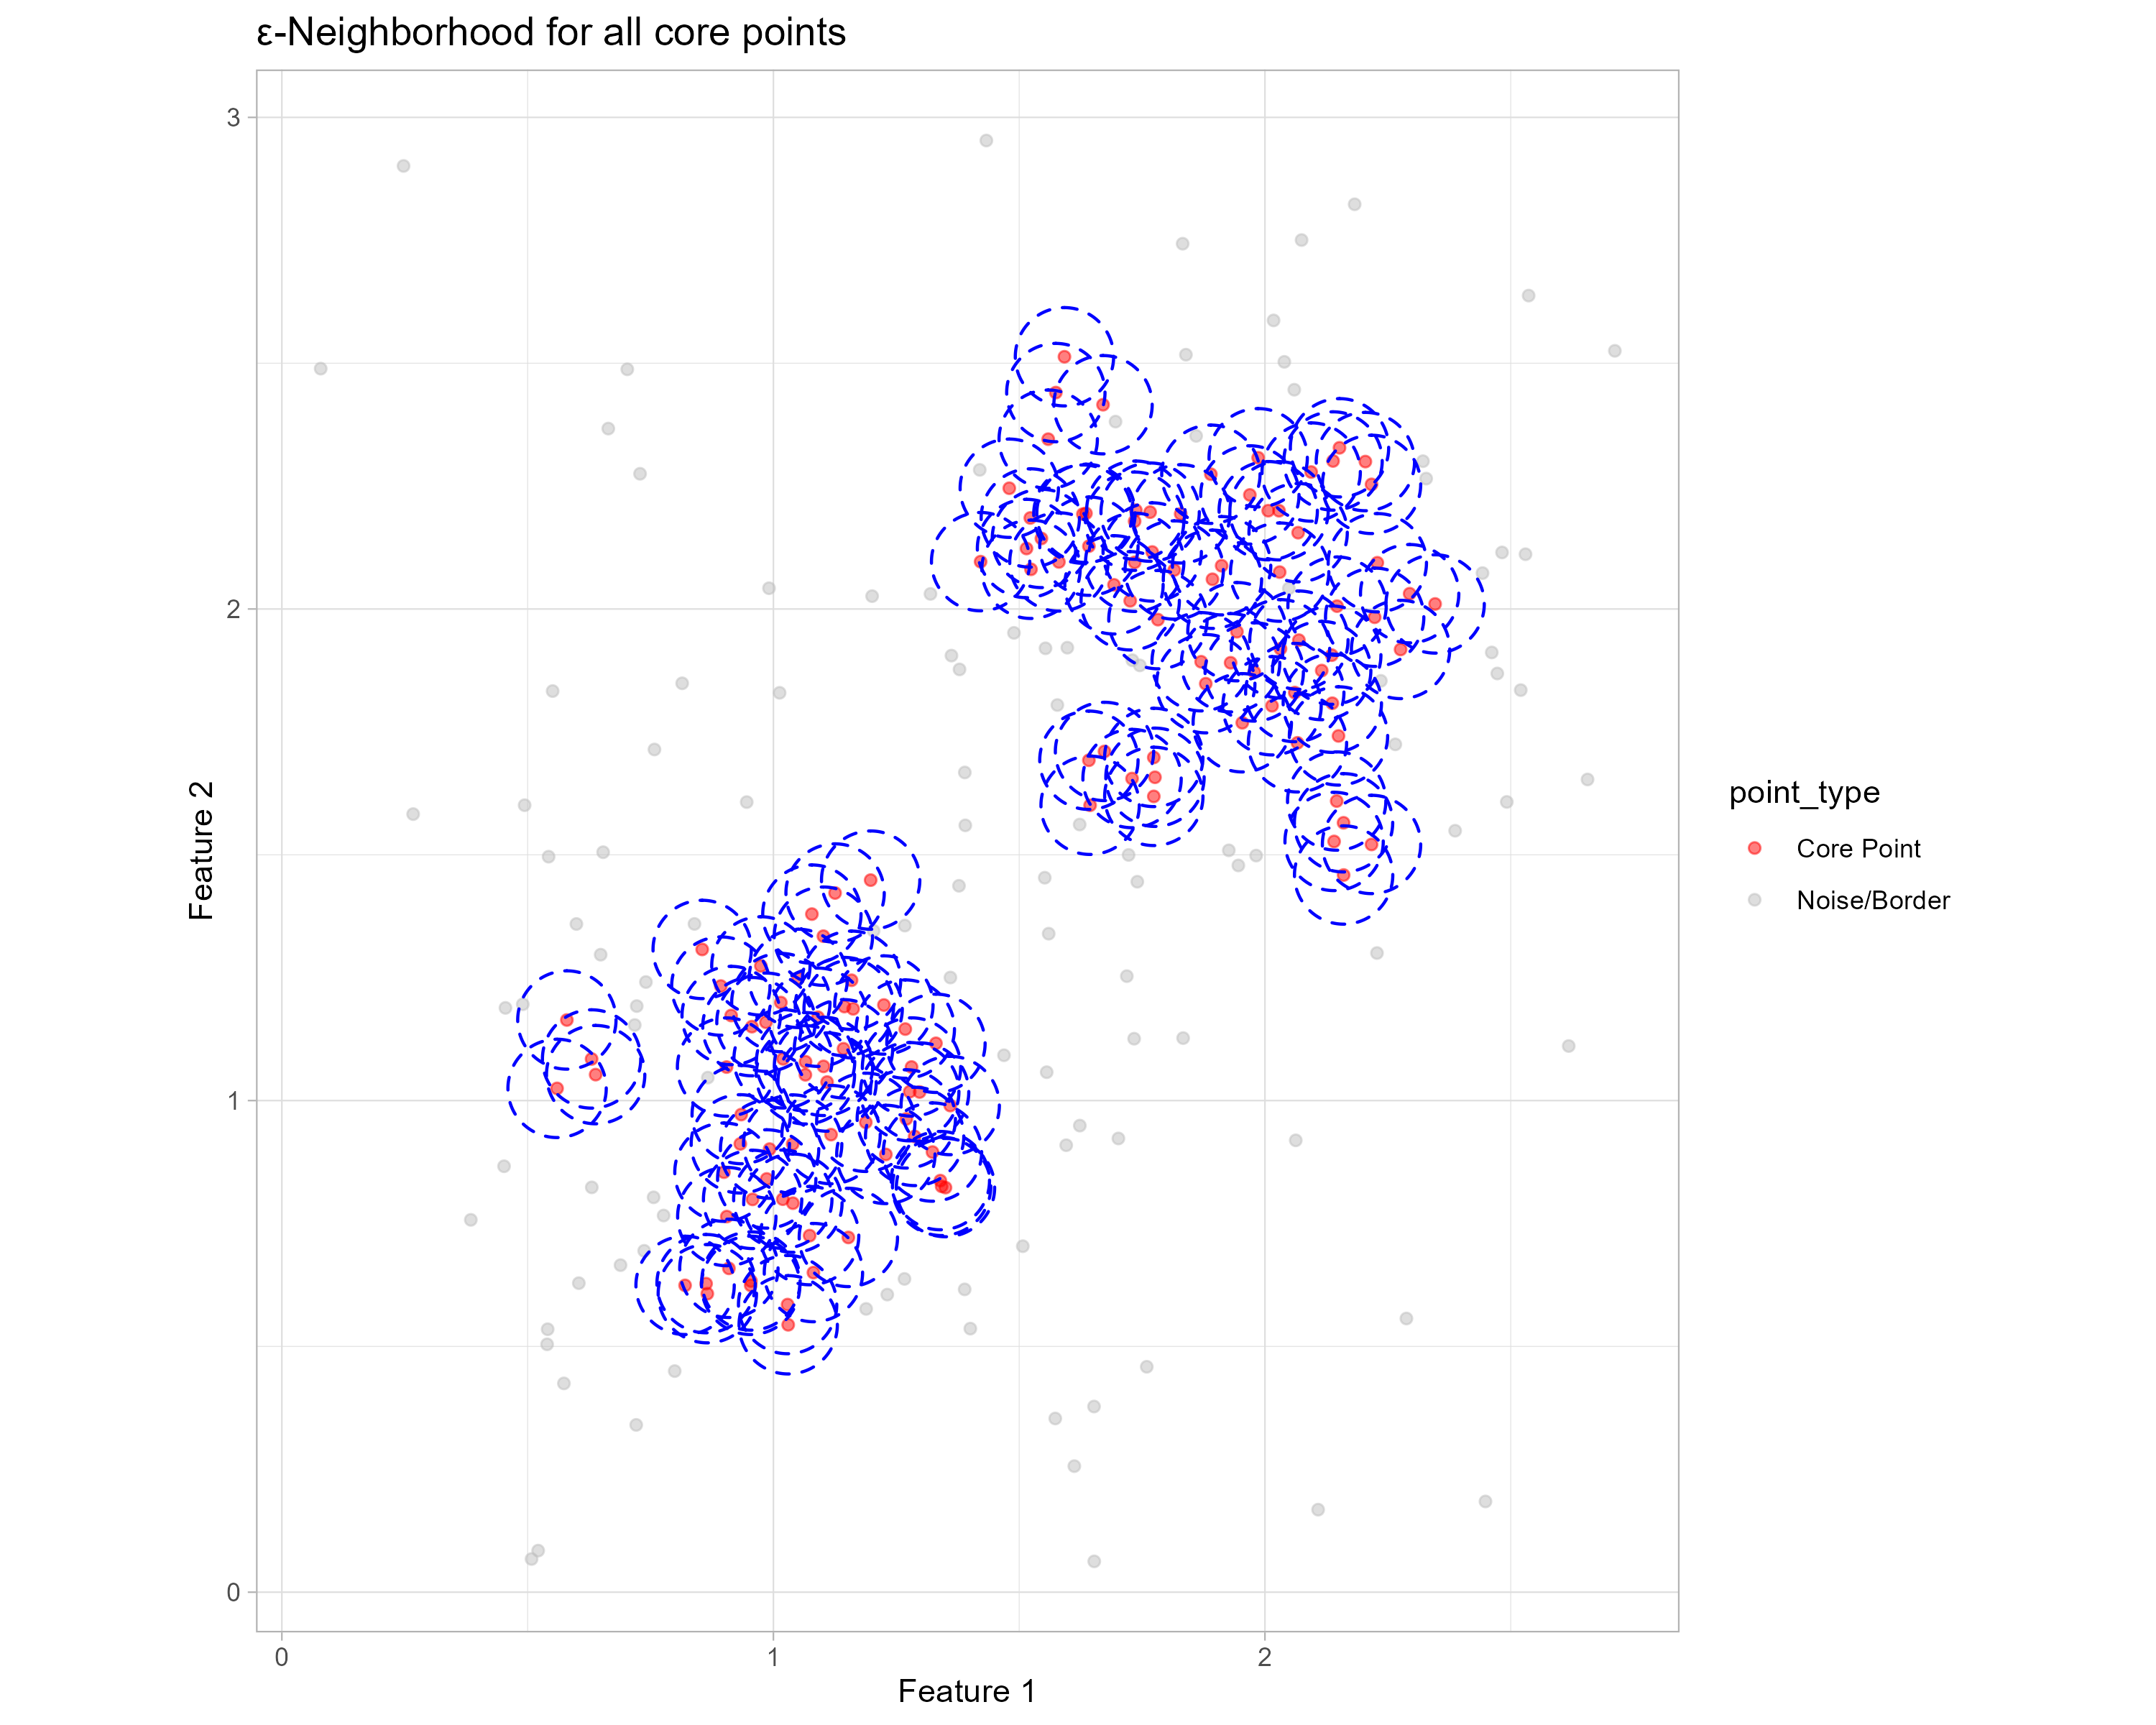 ε-Neighborhood for all core points
3
2
1
0
Feature 2
0
1
2
Feature 1
point_type
Core Point
Noise/Border